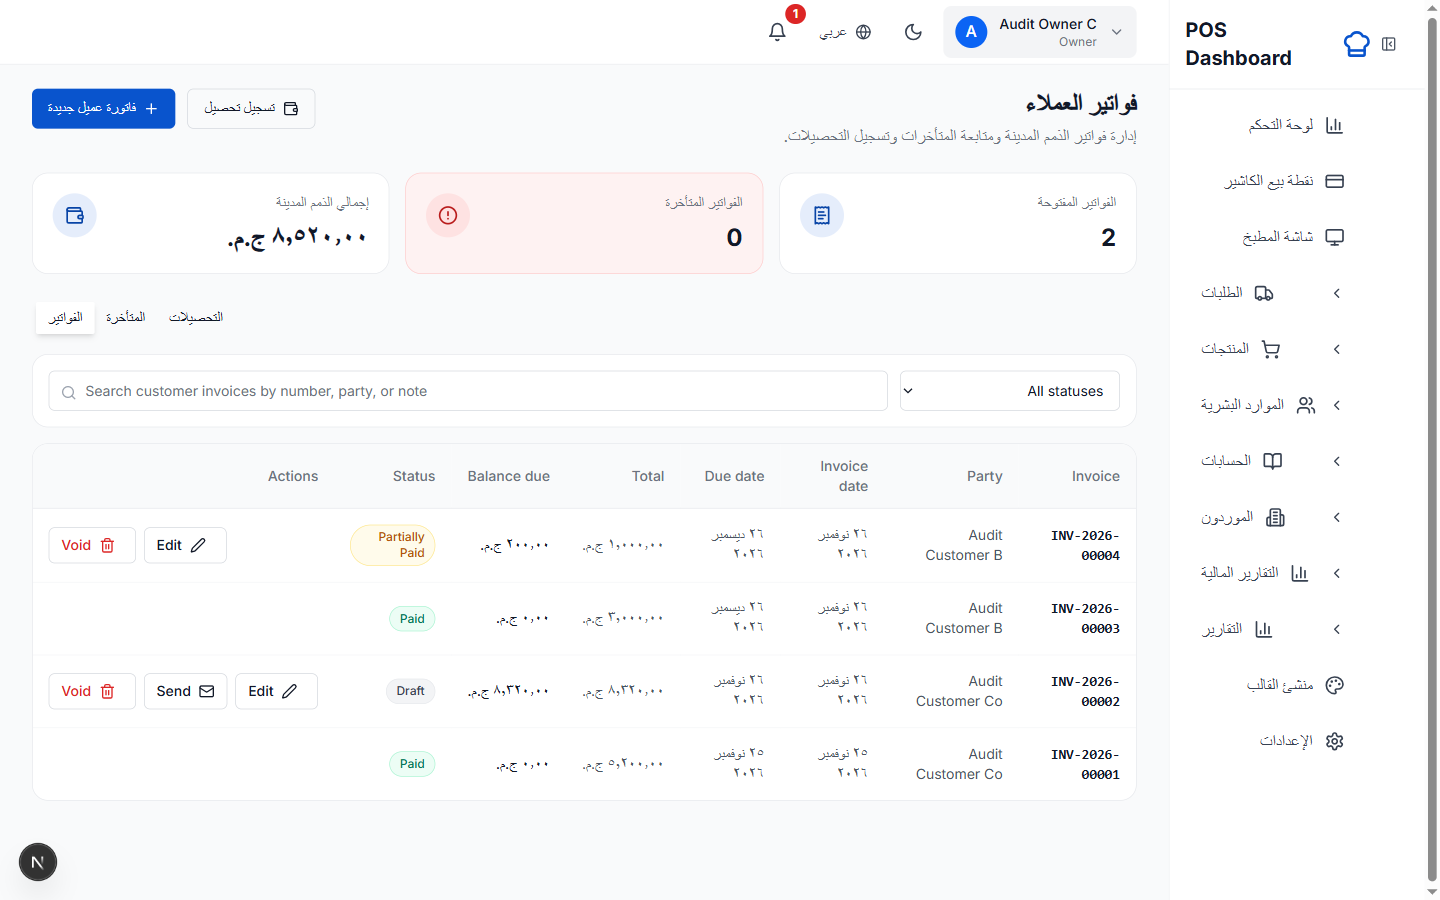 POS
Dashboard
لوحة التحكم
نقطة بيع الكاشير
شاشة المطبخ
الطلبات
المنتجات
الموارد البشرية
الحسابات
الموردون
التقارير المالية
التقارير
منشئ القالب
الإعدادات
A
Audit Owner C
Owner
عربي
1
فواتير العملاء
إدارة فواتير الذمم المدينة ومتابعة المتأخرات وتسجيل التحصيلات.
تسجيل تحصيل
فاتورة عميل جديدة
الفواتير المفتوحة
2
الفواتير المتأخرة
0
إجمالي الذمم المدينة
٨,٥٢٠,٠٠ ج.م.
التحصيلات
المتأخرة
الفواتير
Search customer invoices by number, party, or note
All statuses
Invoice
Party
Invoice
date
Due date
Total
Balance due
Status
Actions
INV-2026-
00004
Audit
Customer B
٢٦ نوفمبر
٢٠٢٦
٢٦ ديسمبر
٢٠٢٦
١,٠٠٠,٠٠ ج.م.
٢٠٠,٠٠ ج.م.
Partially
Paid
Edit
Void
INV-2026-
00003
Audit
Customer B
٢٦ نوفمبر
٢٠٢٦
٢٦ ديسمبر
٢٠٢٦
٣,٠٠٠,٠٠ ج.م.
٠,٠٠ ج.م.
Paid
INV-2026-
00002
Audit
Customer Co
٢٦ نوفمبر
٢٠٢٦
٢٦ نوفمبر
٢٠٢٦
٨,٣٢٠,٠٠ ج.م.
٨,٣٢٠,٠٠ ج.م.
Draft
Edit
Send
Void
INV-2026-
00001
Audit
Customer Co
٢٥ نوفمبر
٢٠٢٦
٢٥ نوفمبر
٢٠٢٦
٥,٢٠٠,٠٠ ج.م.
٠,٠٠ ج.م.
Paid
N